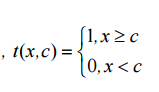 , t(x,c) = {1, x ≥ c
0, x < c